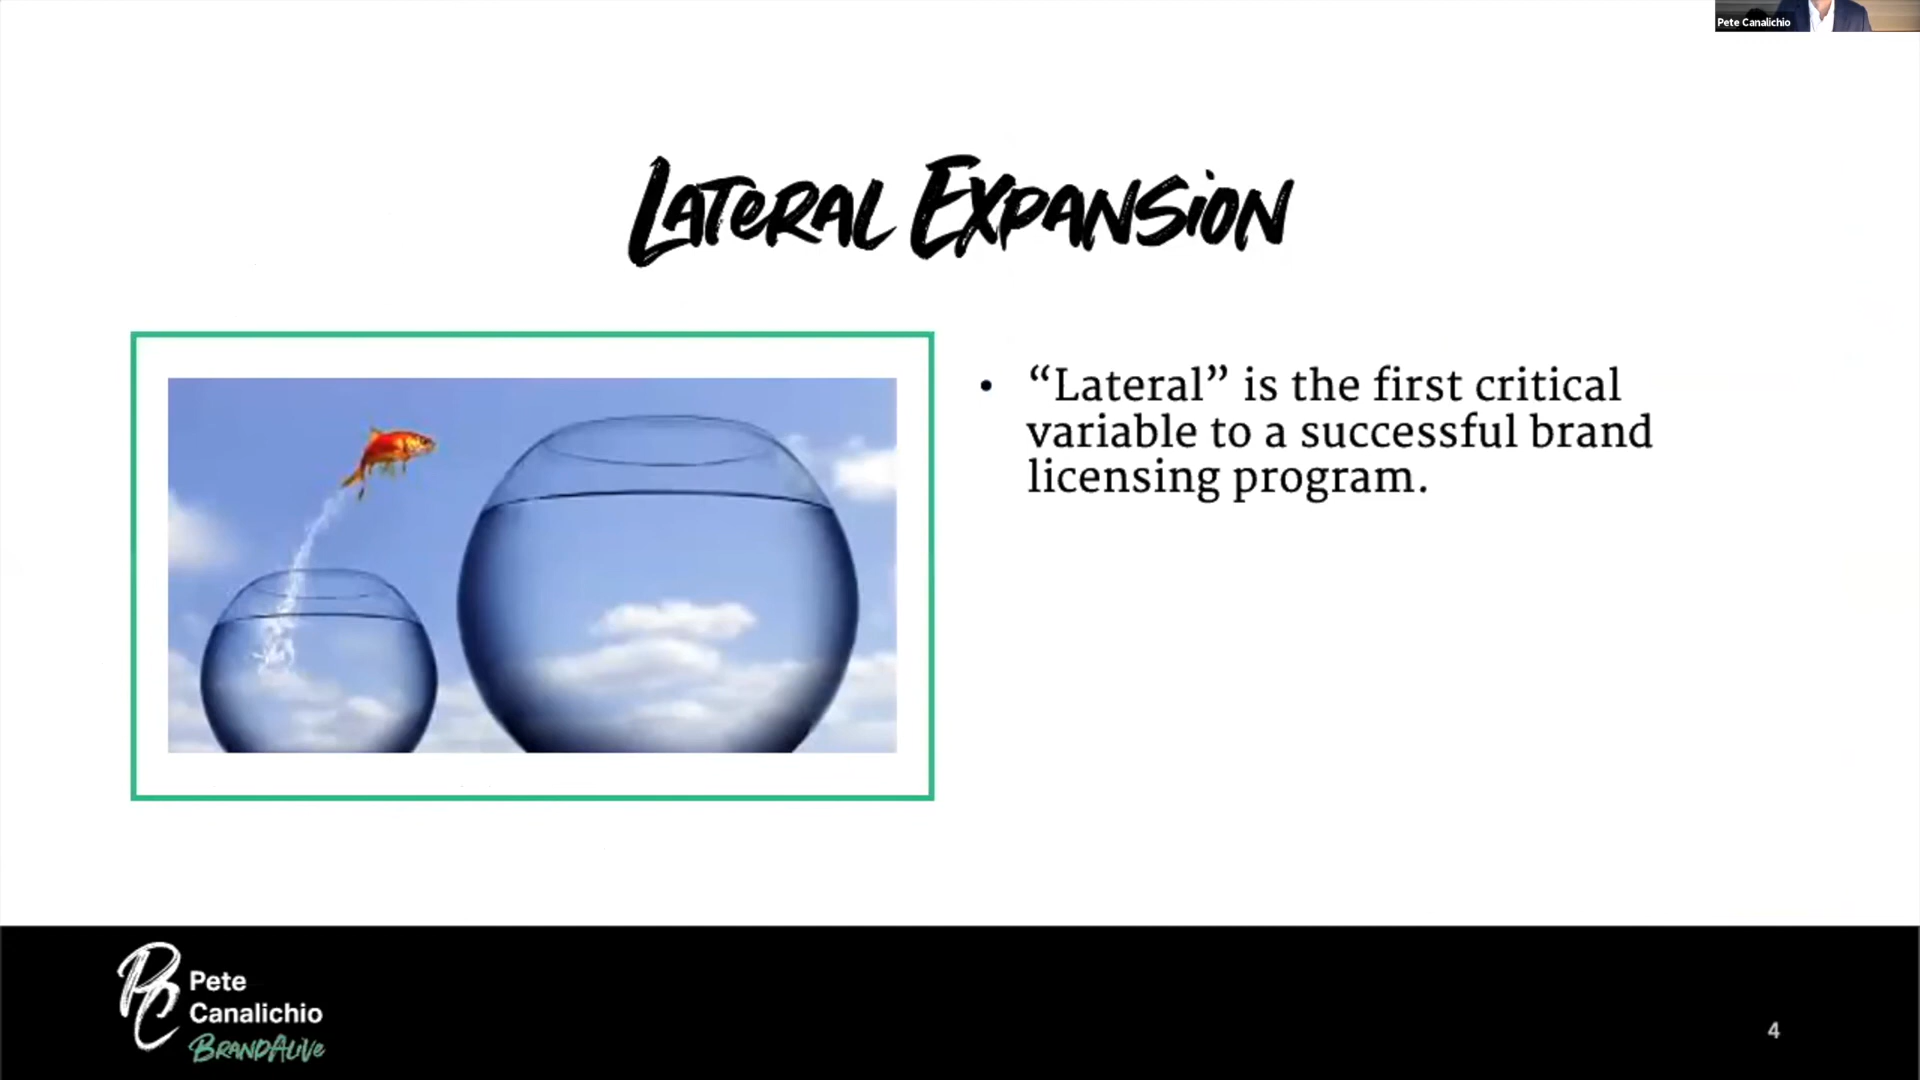 Pete Canalichio
Lateral Expansion
• “Lateral” is the first critical
variable to a successful brand
licensing program.
PC
Pete
Canalichio
BrandAlive
4